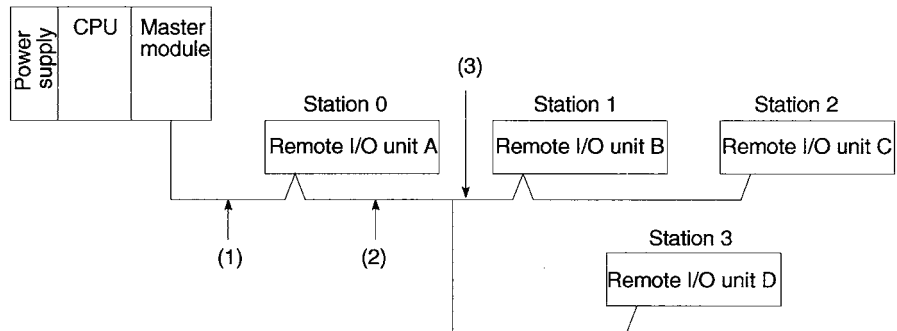 Power
supply
CPU
Master
module
(3)
Station 0
Station 1
Station 2
Remote I/O unit A
Remote I/O unit B
Remote I/O unit C
(1)
(2)
Station 3
Remote I/O unit D